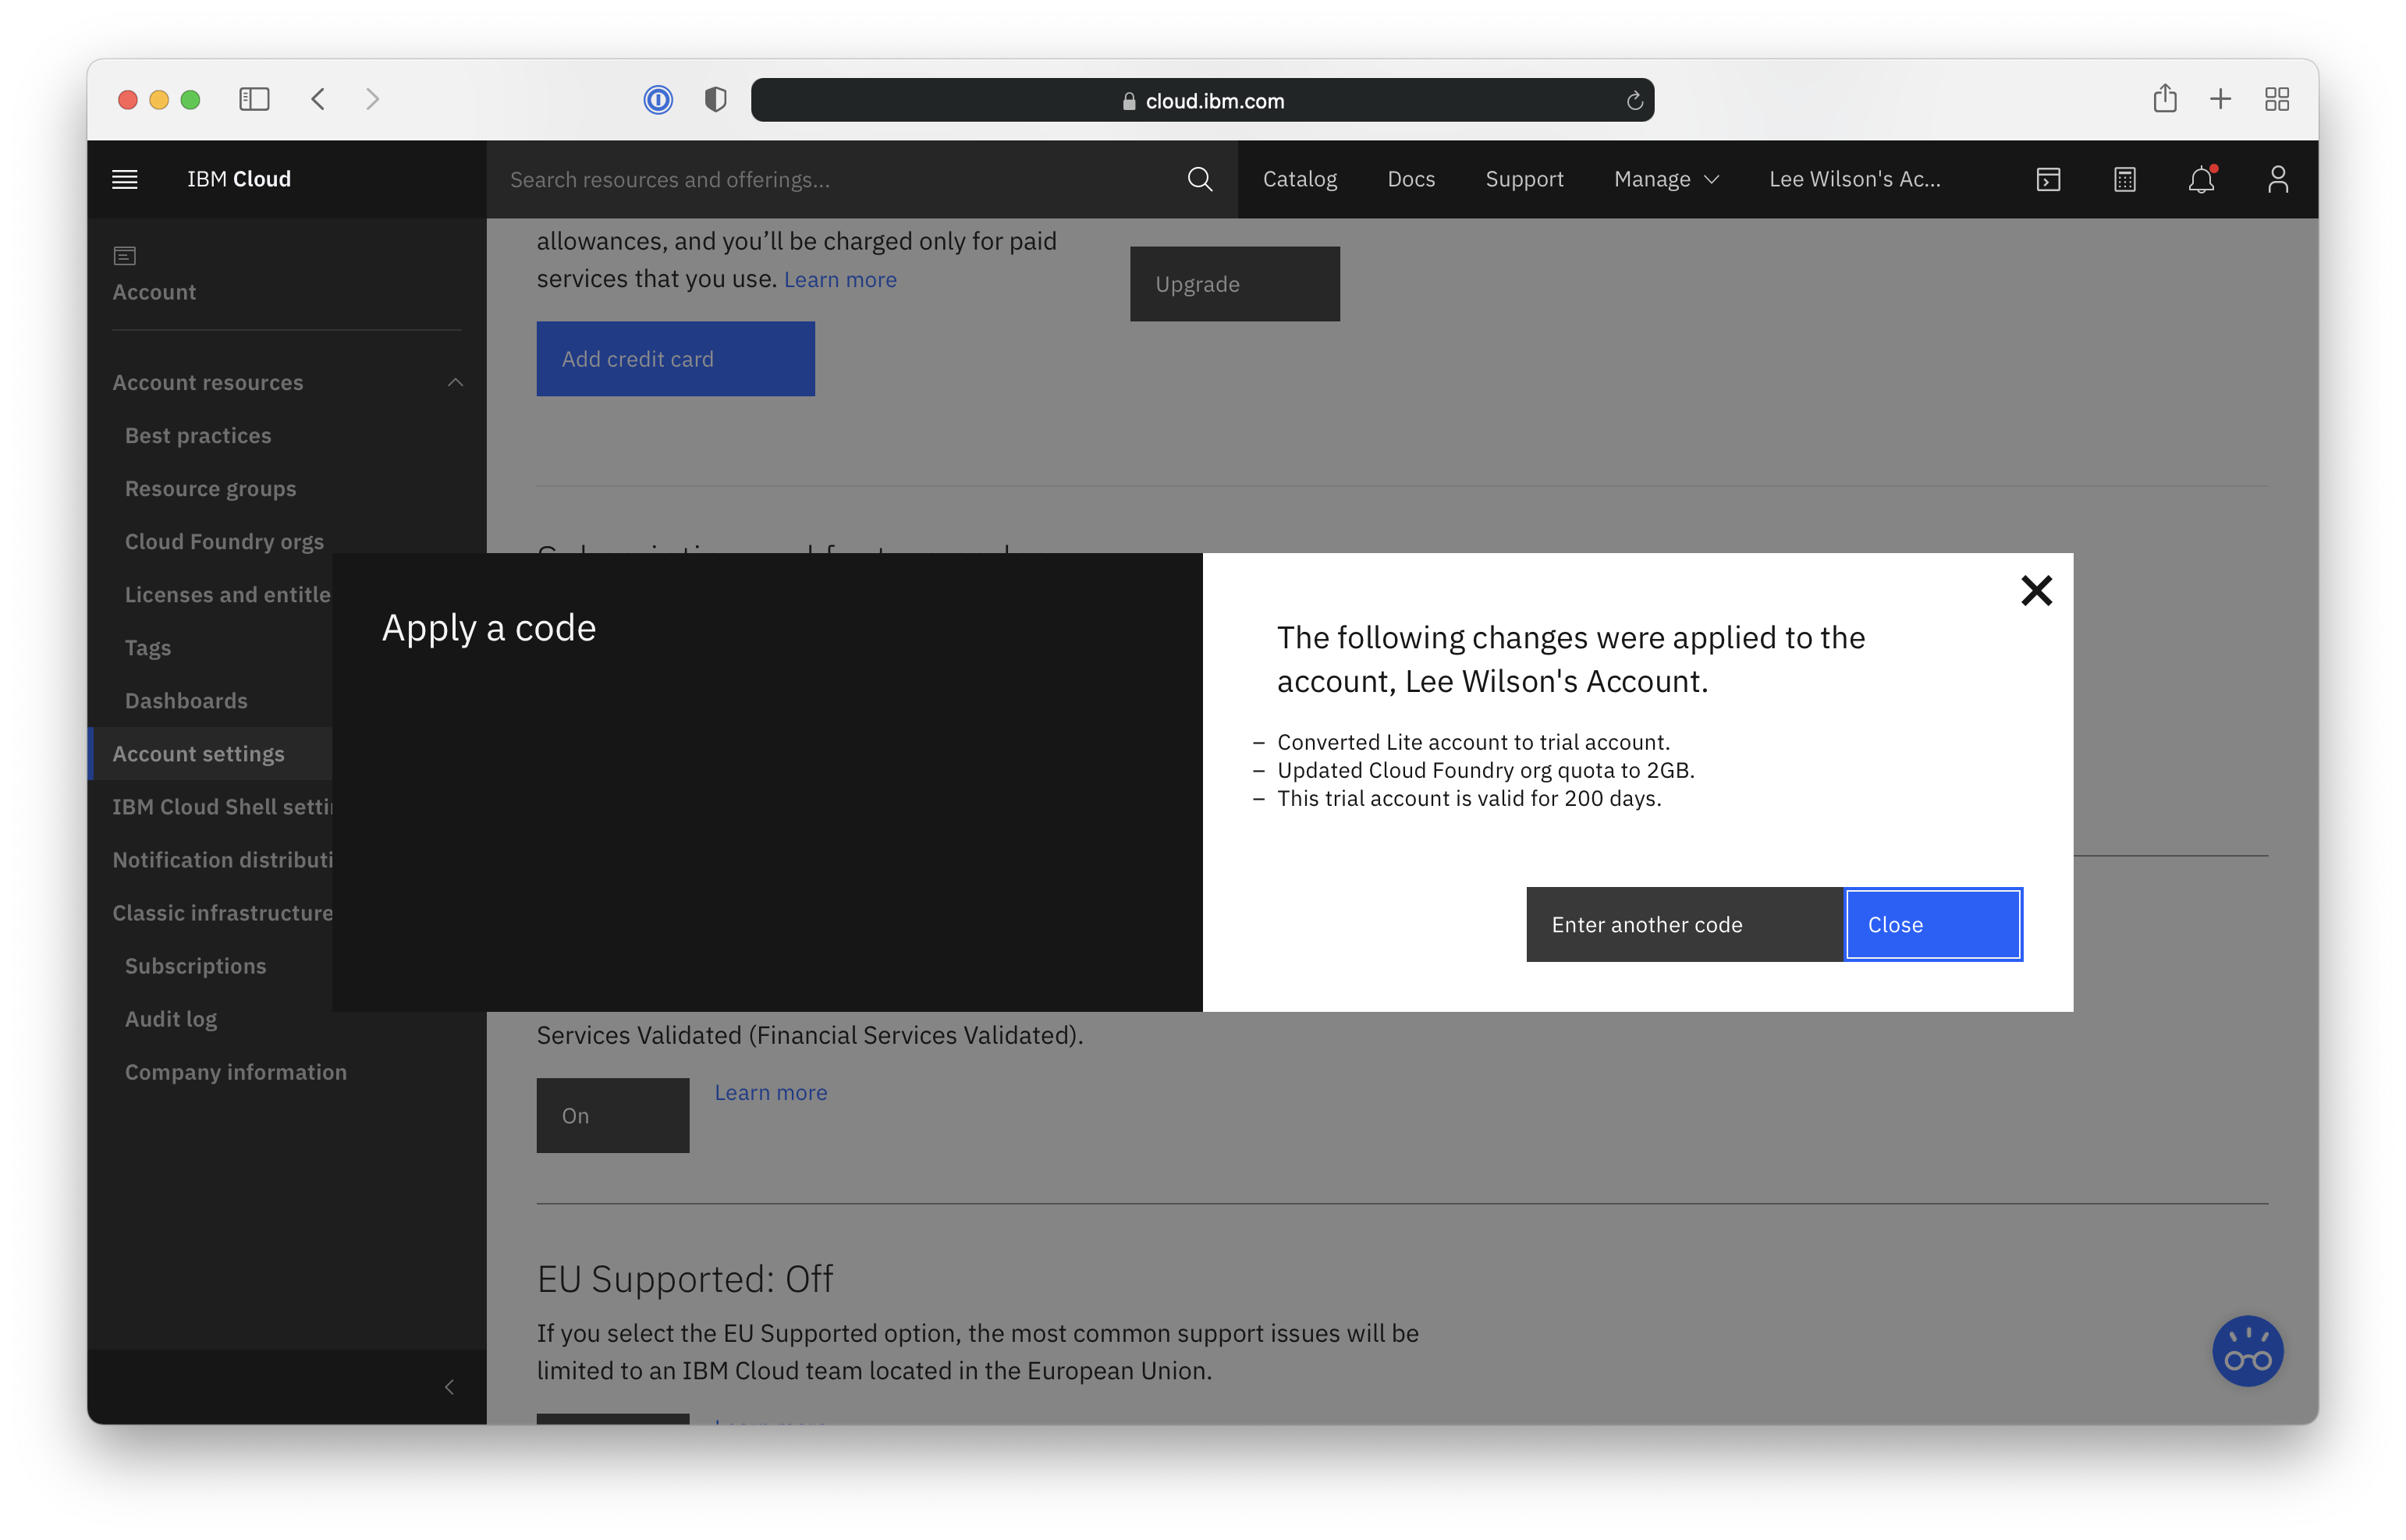 cloud.ibm.com
IBM Cloud
Search resources and offerings...
Catalog
Docs
Support
Manage
Lee Wilson's Ac...
Account
Account resources
Best practices
Resource groups
Cloud Foundry orgs
Licenses and entitle
Tags
Dashboards
Account settings
IBM Cloud Shell settin
Notification distributi
Classic infrastructure
Subscriptions
Audit log
Company information
allowances, and you’ll be charged only for paid
services that you use. Learn more
Add credit card
Upgrade
Apply a code
The following changes were applied to the
account, Lee Wilson's Account.
– Converted Lite account to trial account.
– Updated Cloud Foundry org quota to 2GB.
– This trial account is valid for 200 days.
Enter another code
Close
Services Validated (Financial Services Validated).
On
Learn more
EU Supported: Off
If you select the EU Supported option, the most common support issues will be
limited to an IBM Cloud team located in the European Union.